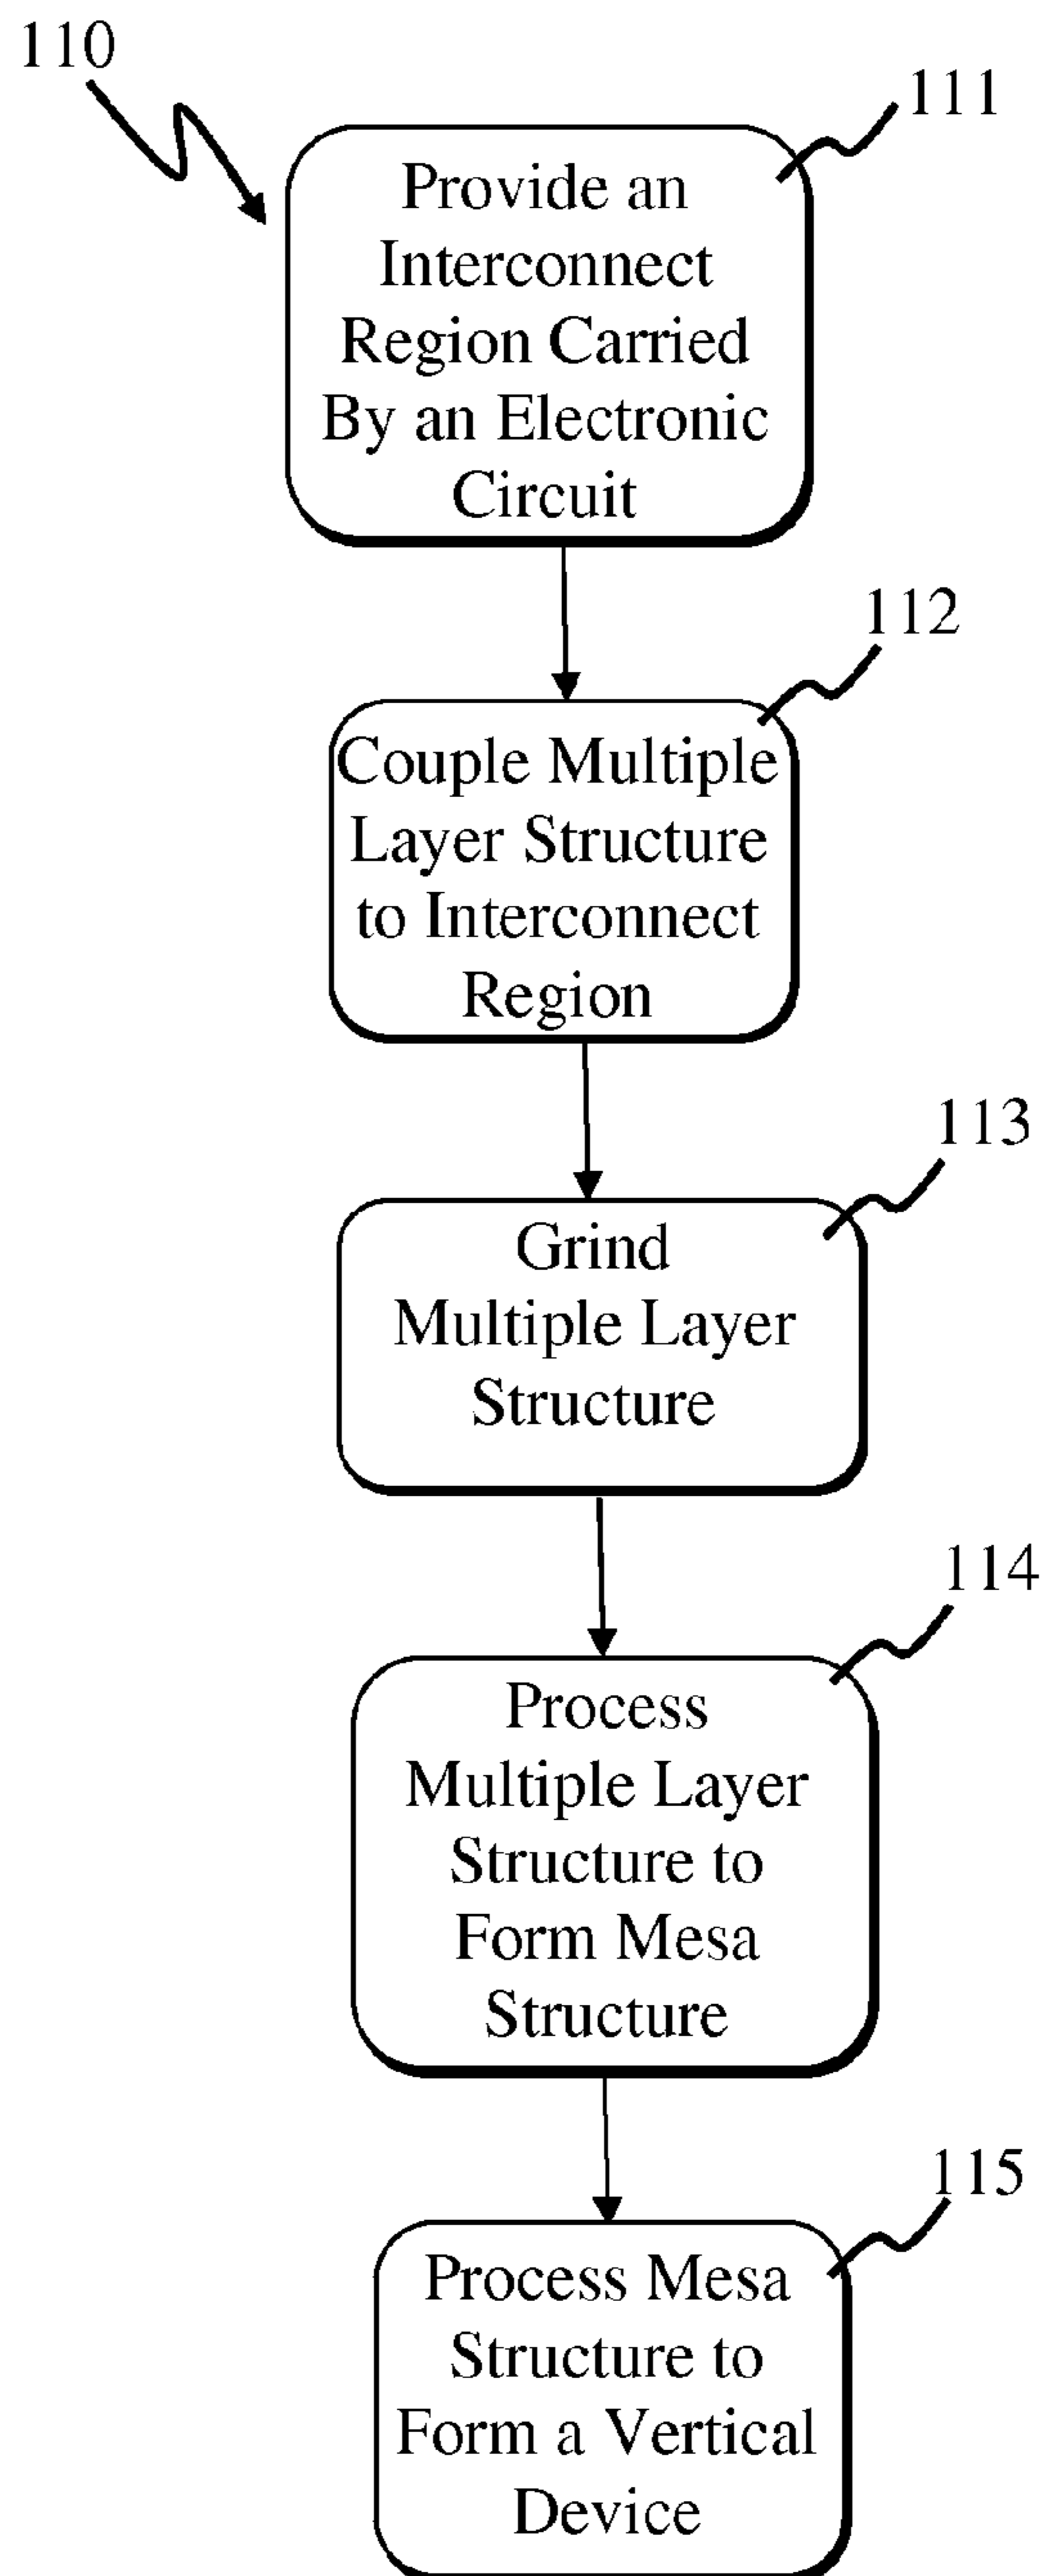 110
111
Provide an
Interconnect
Region Carried
By an Electronic
Circuit
112
Couple Multiple
Layer Structure
to Interconnect
Region
113
Grind
Multiple Layer
Structure
114
Process
Multiple Layer
Structure to
Form Mesa
Structure
115
Process Mesa
Structure to
Form a Vertical
Device